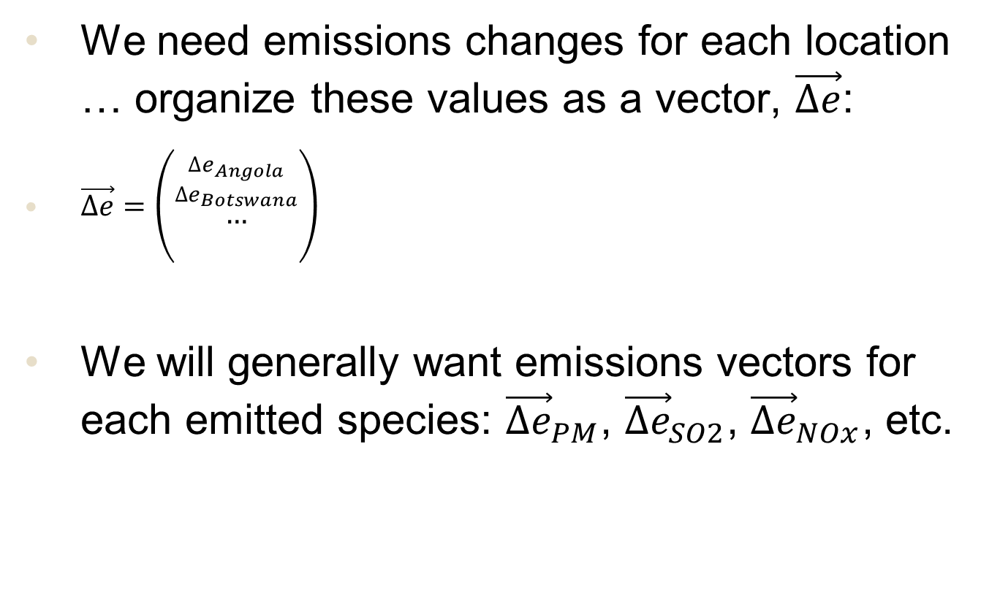 • We need emissions changes for each location
… organize these values as a vector, $\overrightarrow{\Delta e}$:
• $\overrightarrow{\Delta e} = \begin{pmatrix} \Delta e_{Angola} \\ \Delta e_{Botswana} \\ \cdots \\ \; \end{pmatrix}$
• We will generally want emissions vectors for
each emitted species: $\overrightarrow{\Delta e}_{PM}$, $\overrightarrow{\Delta e}_{SO2}$, $\overrightarrow{\Delta e}_{NOx}$, etc.